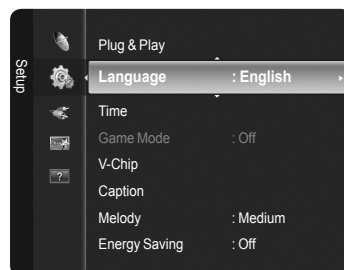 Setup
Plug & Play
Language : English
Time
Game Mode : Off
V-Chip
Caption
Melody : Medium
Energy Saving : Off
?